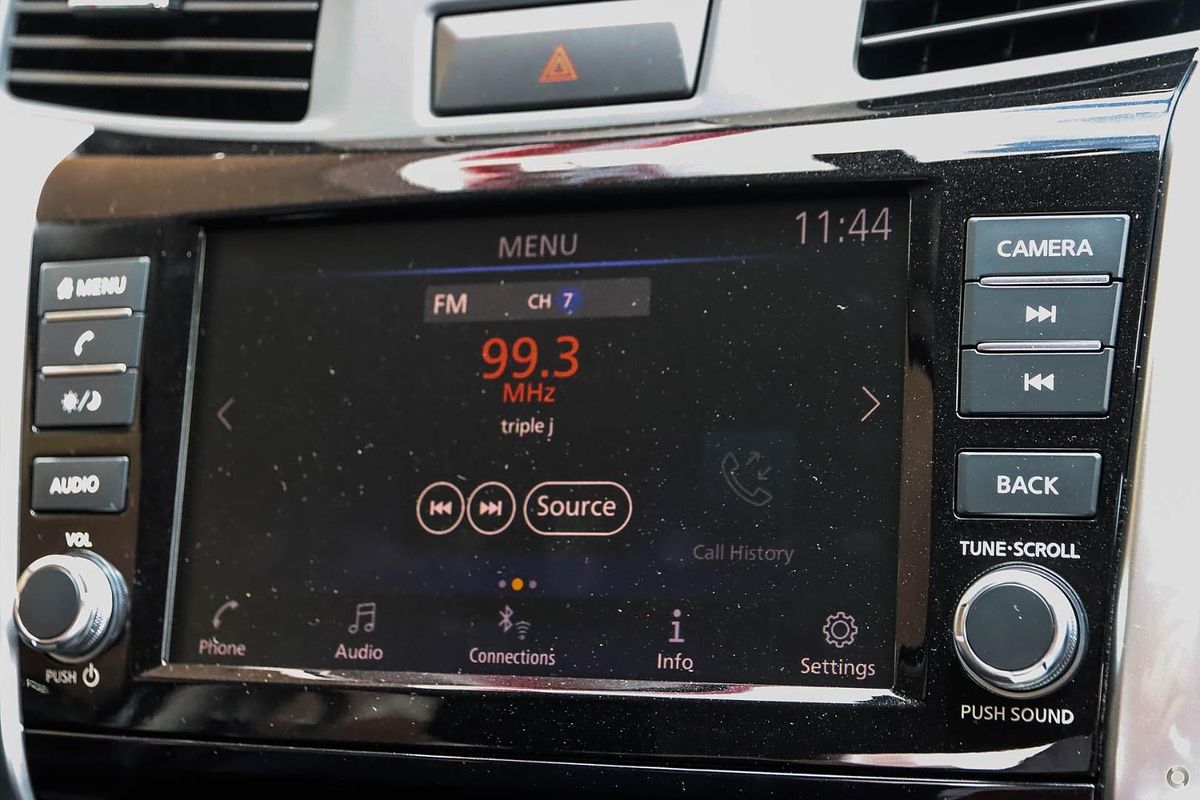 MENU
11:44
FM CH 7
99.3
MHz
triple j
Source
Call History
Phone
Audio
Connections
Info
Settings
MENU
AUDIO
VOL
PUSH
CAMERA
BACK
TUNE·SCROLL
PUSH SOUND